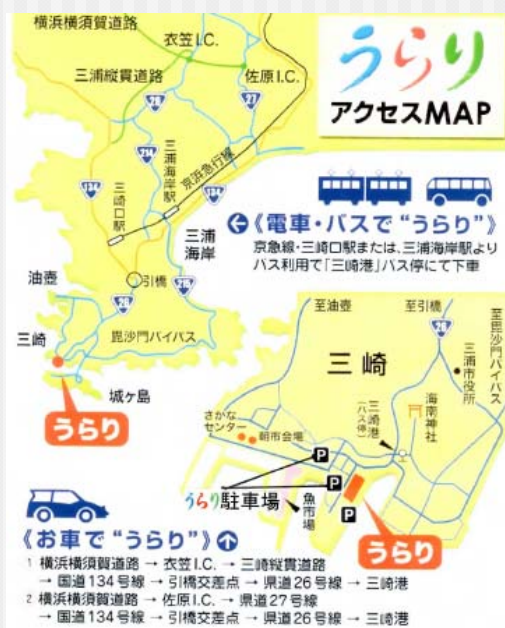 横浜横須賀道路
衣笠I.C.
三浦縦貫道路
佐原I.C.
26
27
214
三浦海岸駅
京浜急行線
134
134
三崎口駅
三浦
海岸
215
引橋
油壷
26
三崎
毘沙門バイパス
城ヶ島
うらり
うらり
アクセスMAP
《電車・バスで“うらり”》
京急線・三崎口駅または、三浦海岸駅より
バス利用で「三崎港」バス停にて下車
至油壷
至引橋
至毘沙門バイパス
26
三崎
三浦市役所
海南神社
三崎港
(バス停)
さかな
センター
朝市会場
P
P
P
うらり駐車場
魚市場
うらり
《お車で“うらり”》
1 横浜横須賀道路 → 衣笠I.C. → 三崎縦貫道路
→ 国道134号線 → 引橋交差点 → 県道26号線 → 三崎港
2 横浜横須賀道路 → 佐原I.C. → 県道27号線
→ 国道134号線 → 引橋交差点 → 県道26号線 → 三崎港